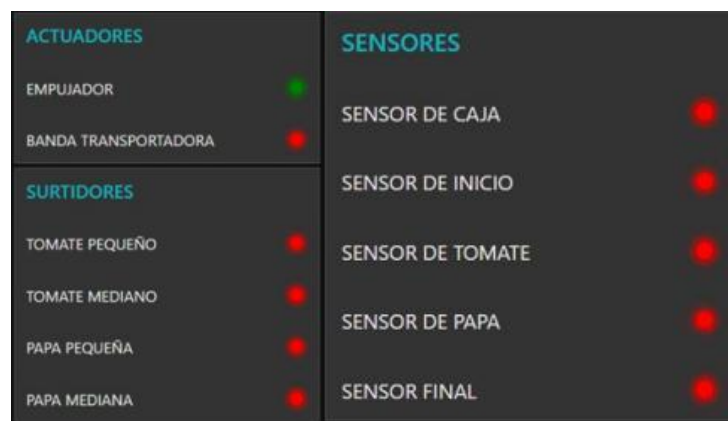 ACTUADORES
EMPUJADOR
BANDA TRANSPORTADORA
SURTIDORES
TOMATE PEQUEÑO
TOMATE MEDIANO
PAPA PEQUEÑA
PAPA MEDIANA
SENSORES
SENSOR DE CAJA
SENSOR DE INICIO
SENSOR DE TOMATE
SENSOR DE PAPA
SENSOR FINAL